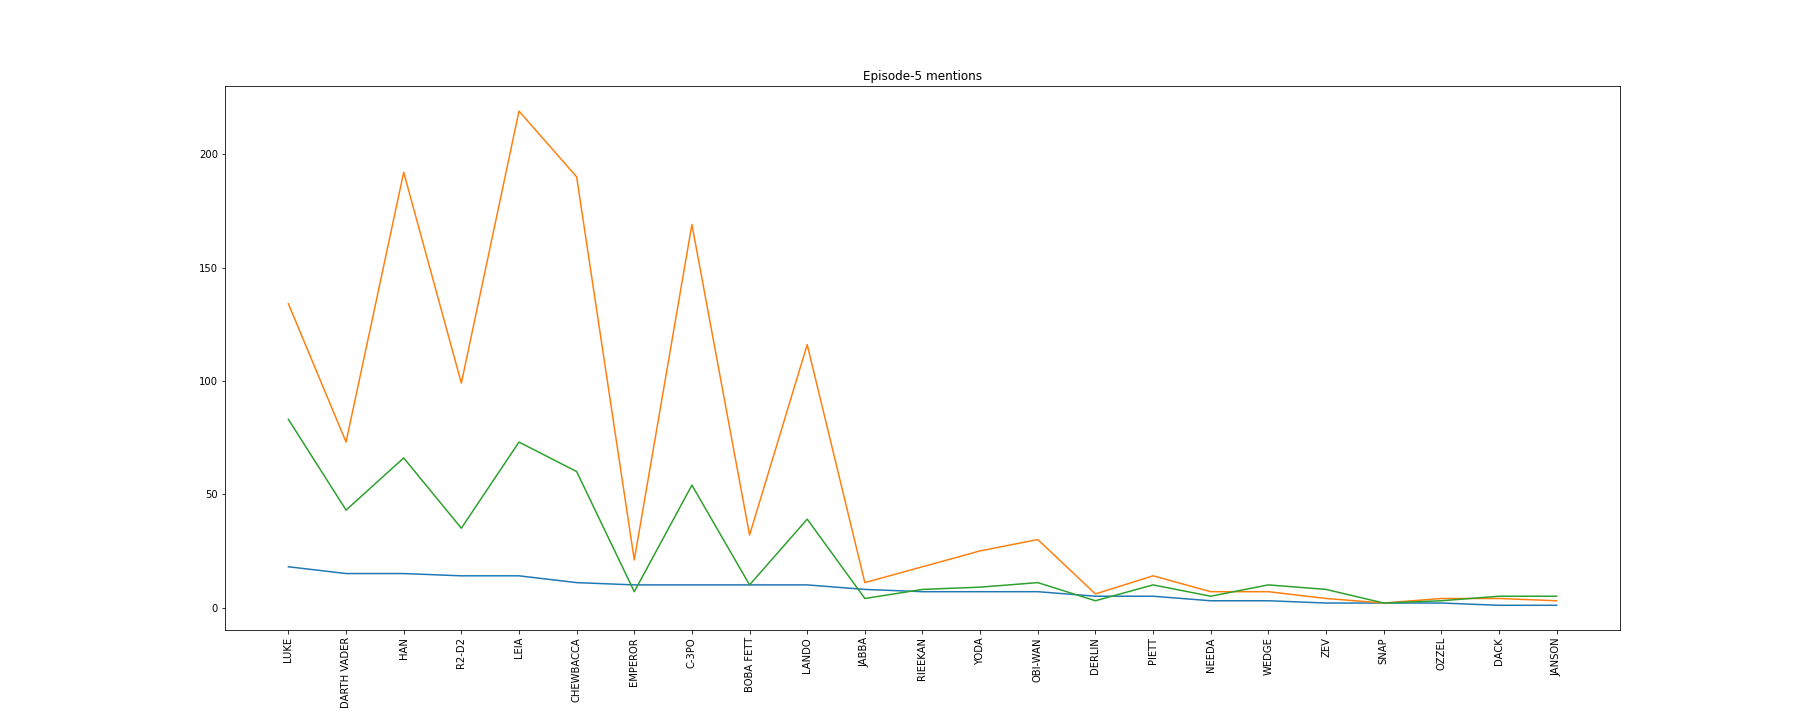 Episode-5 mentions
200
150
100
50
0
LUKE
DARTH VADER
HAN
R2-D2
LEIA
CHEWBACCA
EMPEROR
C-3PO
BOBA FETT
LANDO
JABBA
RIEEKAN
YODA
OBI-WAN
DERLIN
PIETT
NEEDA
WEDGE
ZEV
SNAP
OZZEL
DACK
JANSON